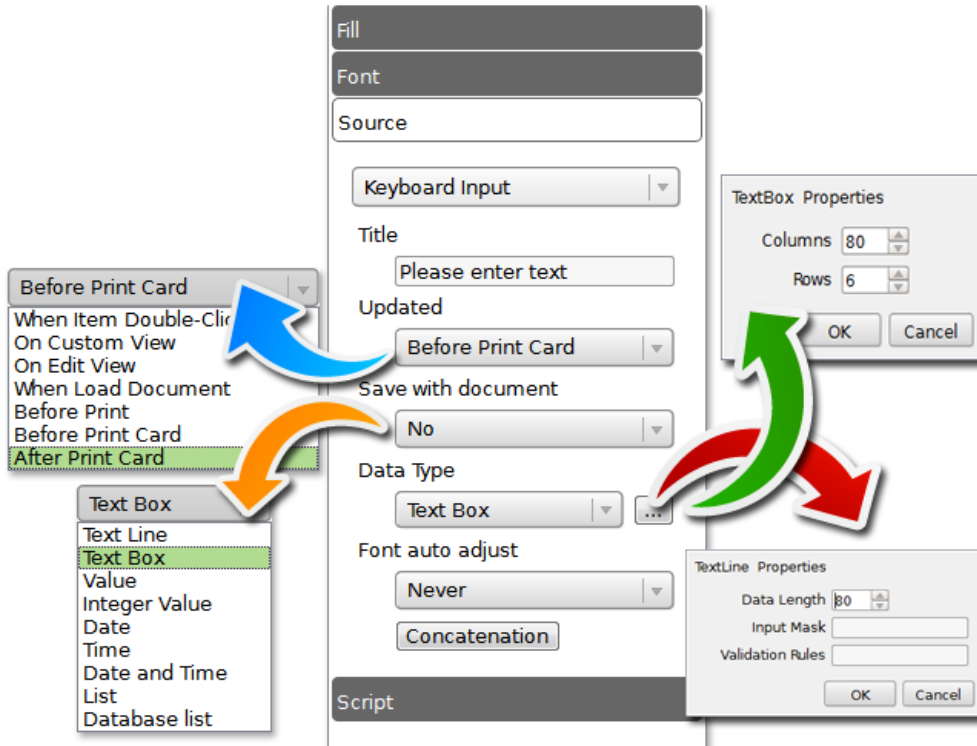 Fill
Font
Source
Keyboard Input
Title
Please enter text
Updated
Before Print Card
Save with document
No
Data Type
Text Box
...
Font auto adjust
Never
Concatenation
Script
Before Print Card
When Item Double-Clic
On Custom View
On Edit View
When Load Document
Before Print
Before Print Card
After Print Card
Text Box
Text Line
Text Box
Value
Integer Value
Date
Time
Date and Time
List
Database list
TextBox Properties
Columns 80
Rows 6
OK Cancel
TextLine Properties
Data Length 80
Input Mask
Validation Rules
OK Cancel